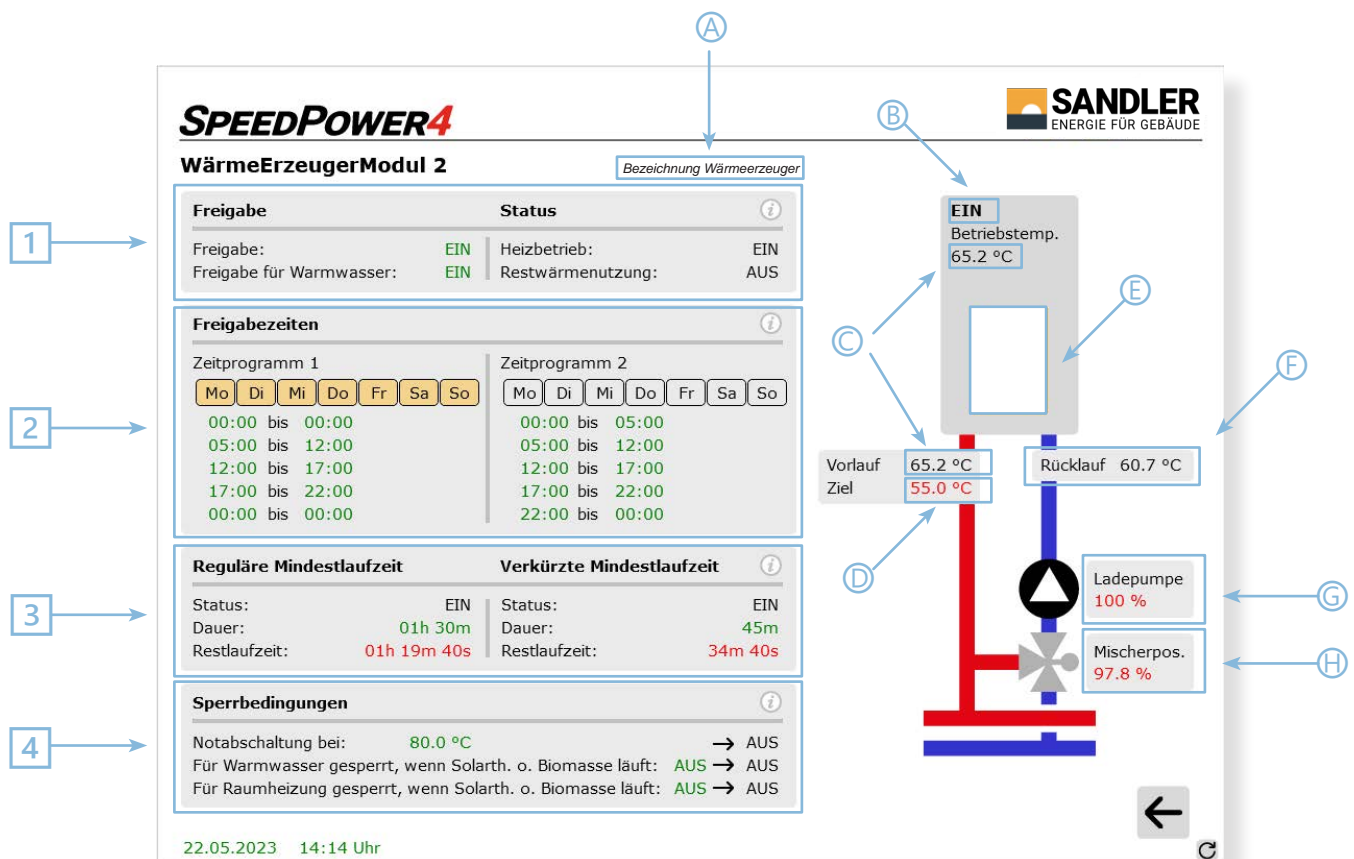 A
SPEEDPOWER4
SANDLER
ENERGIE FÜR GEBÄUDE
B
WärmeErzeugerModul 2
Bezeichnung Wärmeerzeuger
1
Freigabe Status i
Freigabe: EIN Heizbetrieb: EIN
Freigabe für Warmwasser: EIN Restwärmenutzung: AUS
2
Freigabezeiten i
Zeitprogramm 1 Zeitprogramm 2
Mo Di Mi Do Fr Sa So Mo Di Mi Do Fr Sa So
00:00 bis 00:00 00:00 bis 05:00
05:00 bis 12:00 05:00 bis 12:00
12:00 bis 17:00 12:00 bis 17:00
17:00 bis 22:00 17:00 bis 22:00
00:00 bis 00:00 22:00 bis 00:00
3
Reguläre Mindestlaufzeit Verkürzte Mindestlaufzeit i
Status: EIN Status: EIN
Dauer: 01h 30m Dauer: 45m
Restlaufzeit: 01h 19m 40s Restlaufzeit: 34m 40s
4
Sperrbedingungen i
Notabschaltung bei: 80.0 °C → AUS
Für Warmwasser gesperrt, wenn Solarth. o. Biomasse läuft: AUS → AUS
Für Raumheizung gesperrt, wenn Solarth. o. Biomasse läuft: AUS → AUS
22.05.2023 14:14 Uhr
EIN
Betriebstemp.
65.2 °C
C
E
F
Vorlauf 65.2 °C
Ziel 55.0 °C
Rücklauf 60.7 °C
D
Ladepumpe
100 %
G
Mischerpos.
97.8 %
H